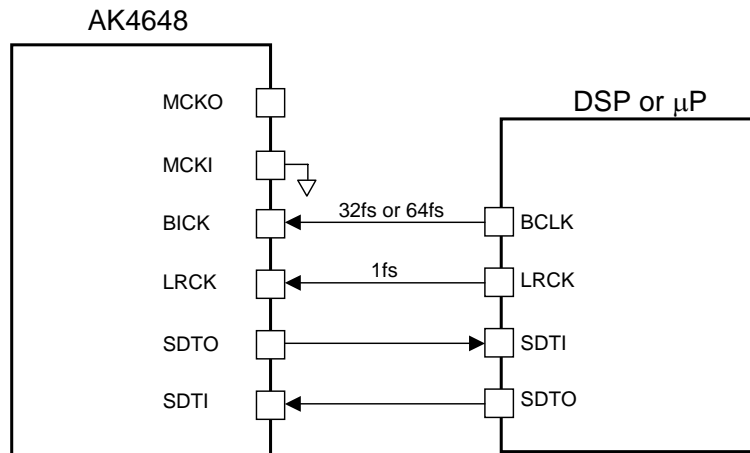 AK4648
DSP or μP
MCKO
MCKI
BICK
32fs or 64fs
BCLK
LRCK
1fs
LRCK
SDTO
SDTI
SDTI
SDTO